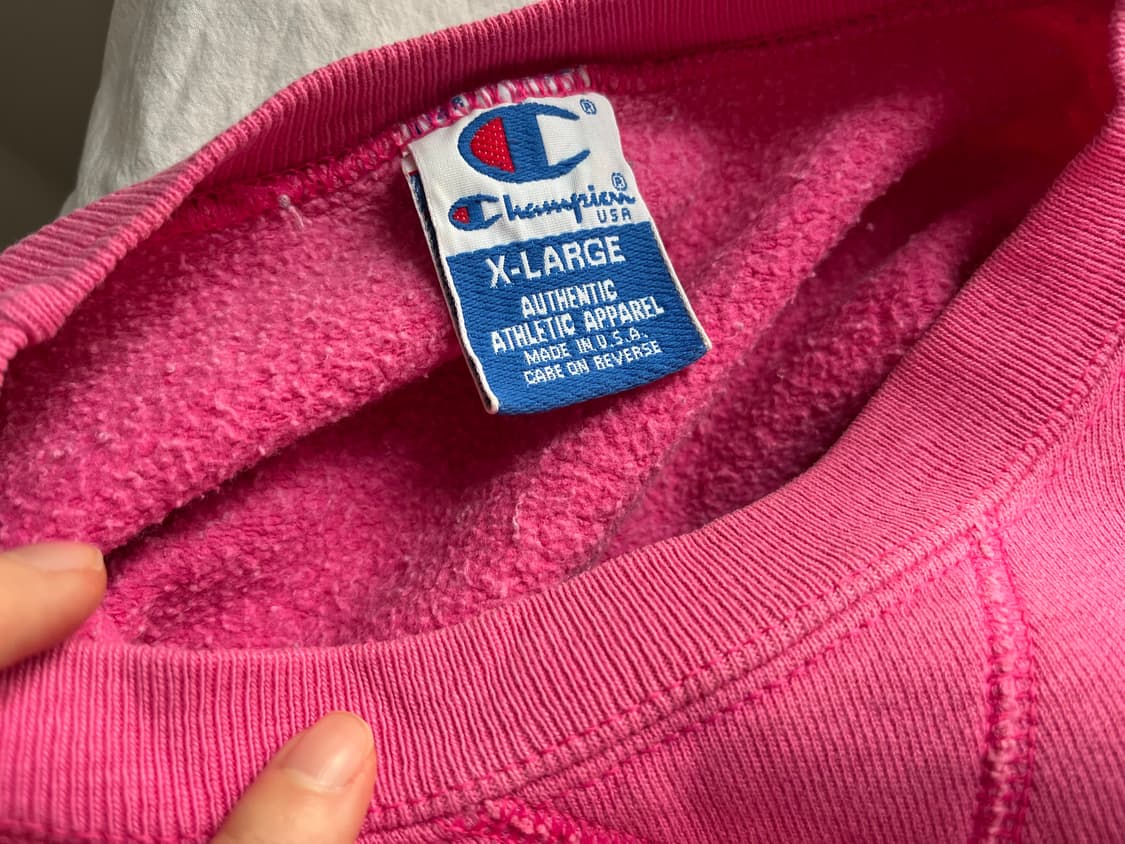 ®
Champion®
USA
X-LARGE
AUTHENTIC
ATHLETIC APPAREL
MADE IN U.S.A.
CARE ON REVERSE